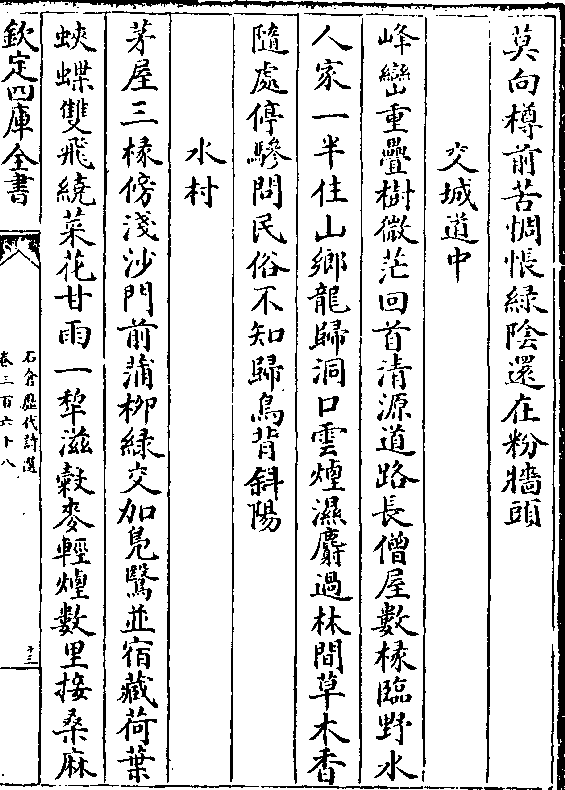 莫向樽前苦惆悵綠陰還在粉牆頭
交城道中
峰巒重疊樹微茫回首清源道路長僧屋數椽臨野水
人家一半住山鄉龍歸洞口雲煙濕麝過林間草木香
隨處停驂問民俗不知歸鳥背斜陽
水村
茅屋三椽傍淺沙門前蒲栁綠交加鳬鷖並宿藏荷葉
蛺蝶雙飛繞菜花甘雨一犂滋穀麥輕煙數里接桑麻
欽定四庫全書
石倉歴代詩選
卷三百六十八
十三